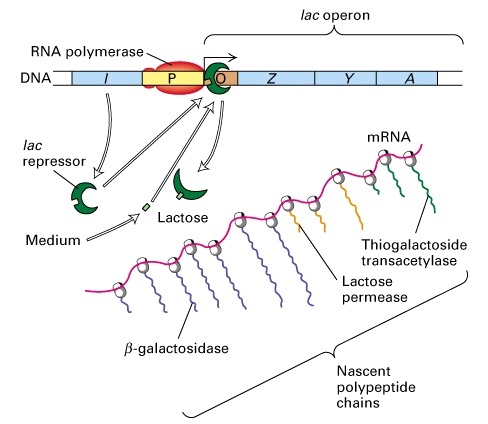 lac operon
RNA polymerase
DNA
I
P
O
Z
Y
A
lac
repressor
mRNA
Lactose
Medium
Thiogalactoside
transacetylase
Lactose
permease
β-galactosidase
Nascent
polypeptide
chains